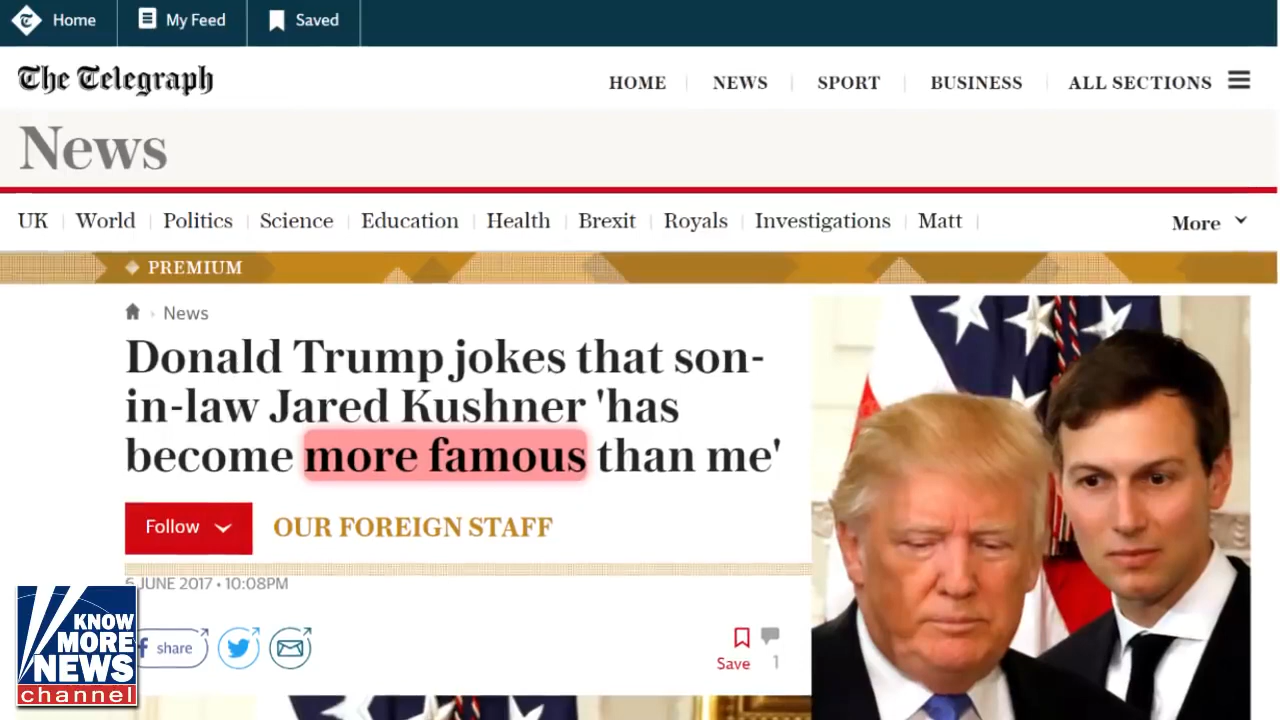 Home My Feed Saved
The Telegraph HOME NEWS SPORT BUSINESS ALL SECTIONS
News
UK World Politics Science Education Health Brexit Royals Investigations Matt More
PREMIUM
News
Donald Trump jokes that son-
in-law Jared Kushner 'has
become more famous than me'
Follow OUR FOREIGN STAFF
JUNE 2017 • 10:08PM
share
Save 1
KNOW
MORE
NEWS
channel